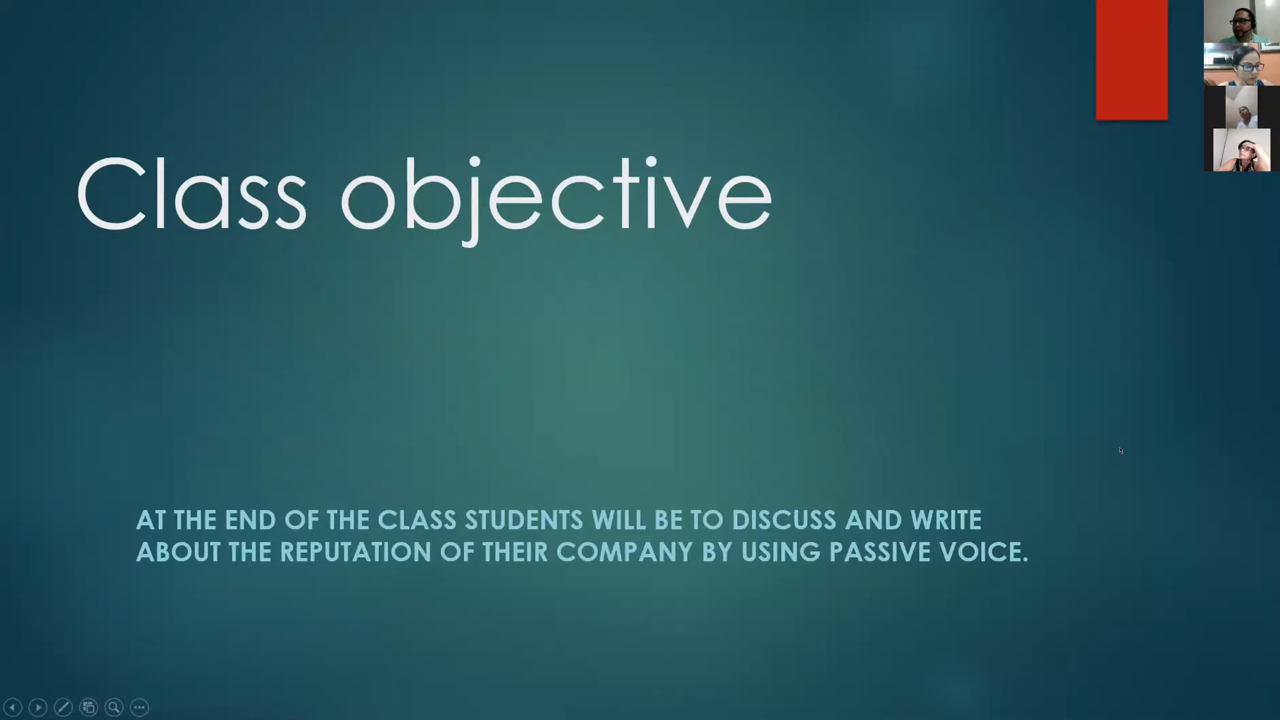 Class objective
AT THE END OF THE CLASS STUDENTS WILL BE TO DISCUSS AND WRITE
ABOUT THE REPUTATION OF THEIR COMPANY BY USING PASSIVE VOICE.